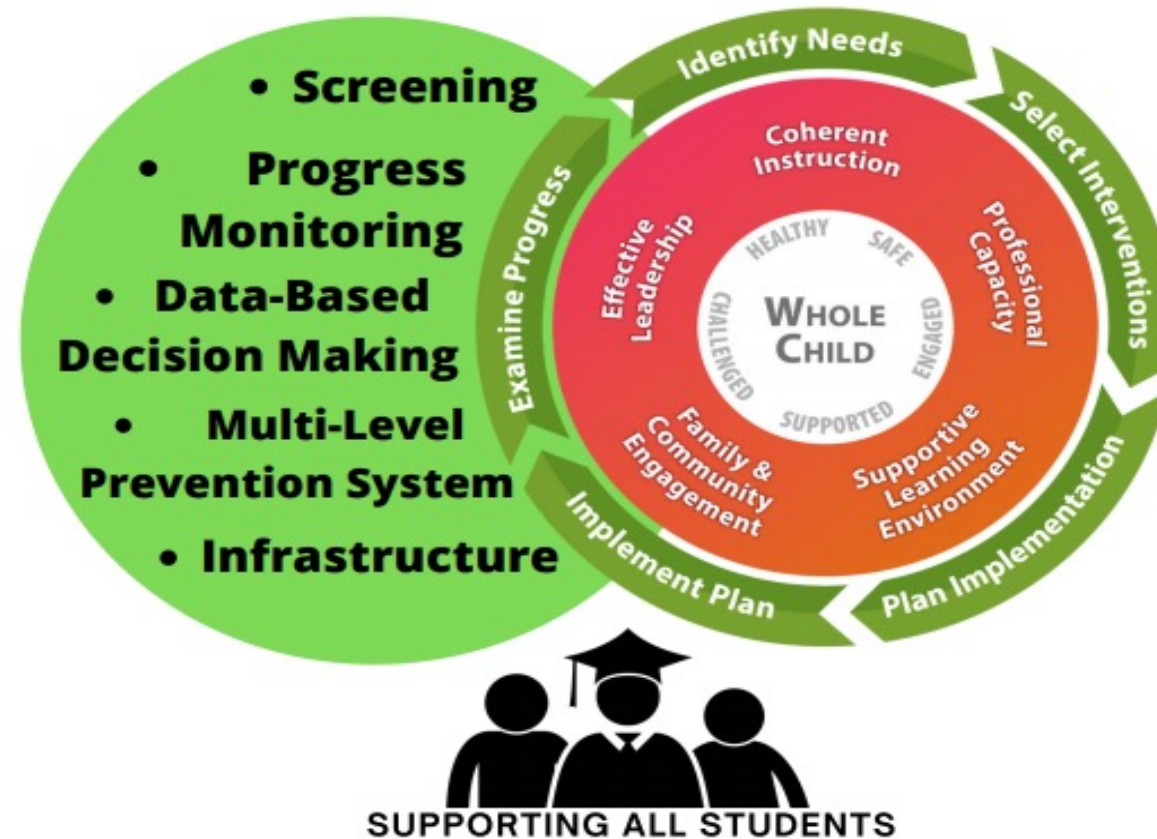 • Screening
• Progress
Monitoring
• Data-Based
Decision Making
• Multi-Level
Prevention System
• Infrastructure
Identify Needs
Select Interventions
Plan Implementation
Implement Plan
Examine Progress
Coherent
Instruction
Professional
Capacity
Supportive
Learning
Environment
Family &
Community
Engagement
Effective
Leadership
HEALTHY
SAFE
ENGAGED
SUPPORTED
CHALLENGED
WHOLE
CHILD
SUPPORTING ALL STUDENTS